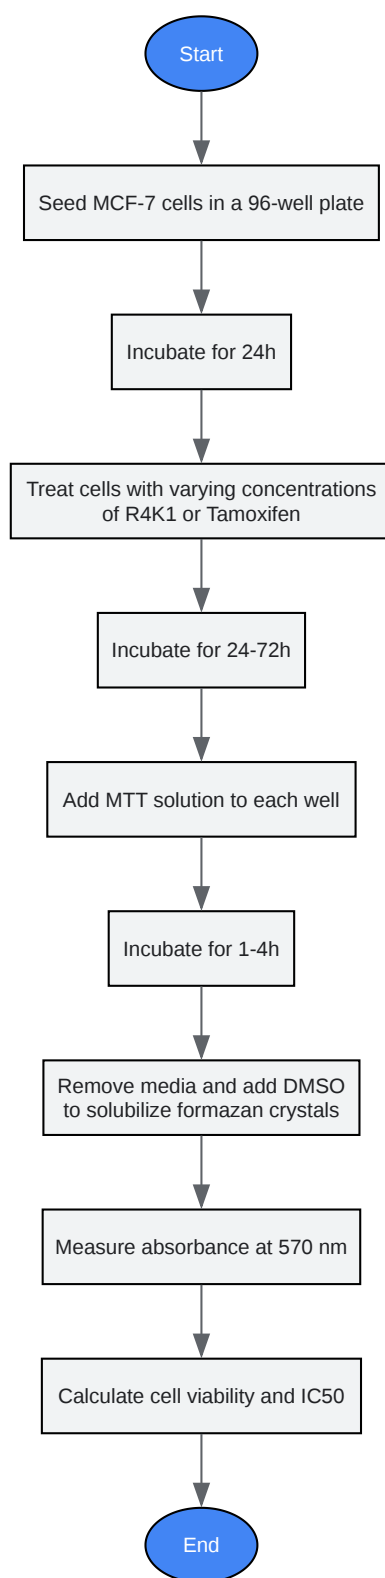 Start
Seed MCF-7 cells in a 96-well plate
Incubate for 24h
Treat cells with varying concentrations
of R4K1 or Tamoxifen
Incubate for 24-72h
Add MTT solution to each well
Incubate for 1-4h
Remove media and add DMSO
to solubilize formazan crystals
Measure absorbance at 570 nm
Calculate cell viability and IC50
End